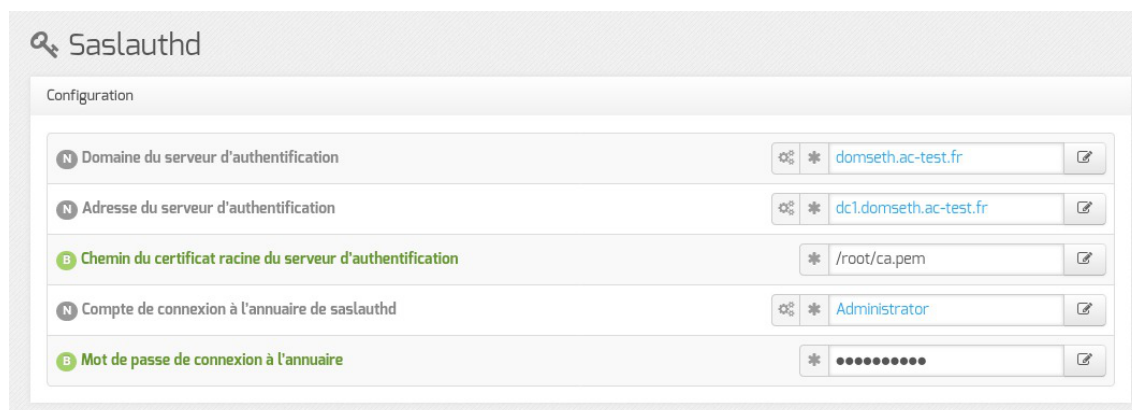 Saslauthd
Configuration
N Domaine du serveur d'authentification domseth.ac-test.fr
N Adresse du serveur d'authentification dc1.domseth.ac-test.fr
B Chemin du certificat racine du serveur d'authentification /root/ca.pem
N Compte de connexion à l'annuaire de saslauthd Administrator
B Mot de passe de connexion à l'annuaire ●●●●●●●●●●